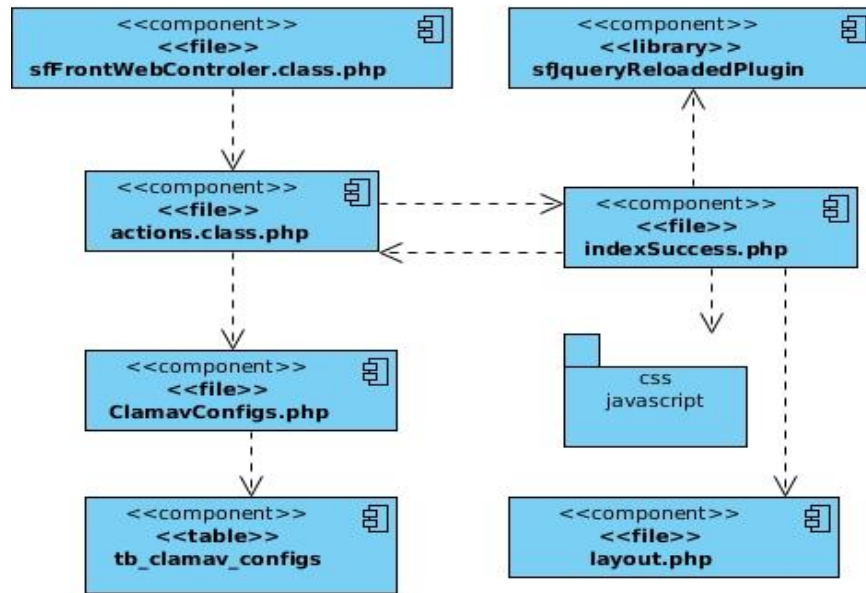 <<component>>
<<file>>
sfFrontWebControler.class.php
<<component>>
<<library>>
sfJqueryReloadedPlugin
<<component>>
<<file>>
actions.class.php
<<component>>
<<file>>
indexSuccess.php
<<component>>
<<file>>
ClamavConfigs.php
css
javascript
<<component>>
<<table>>
tb_clamav_configs
<<component>>
<<file>>
layout.php